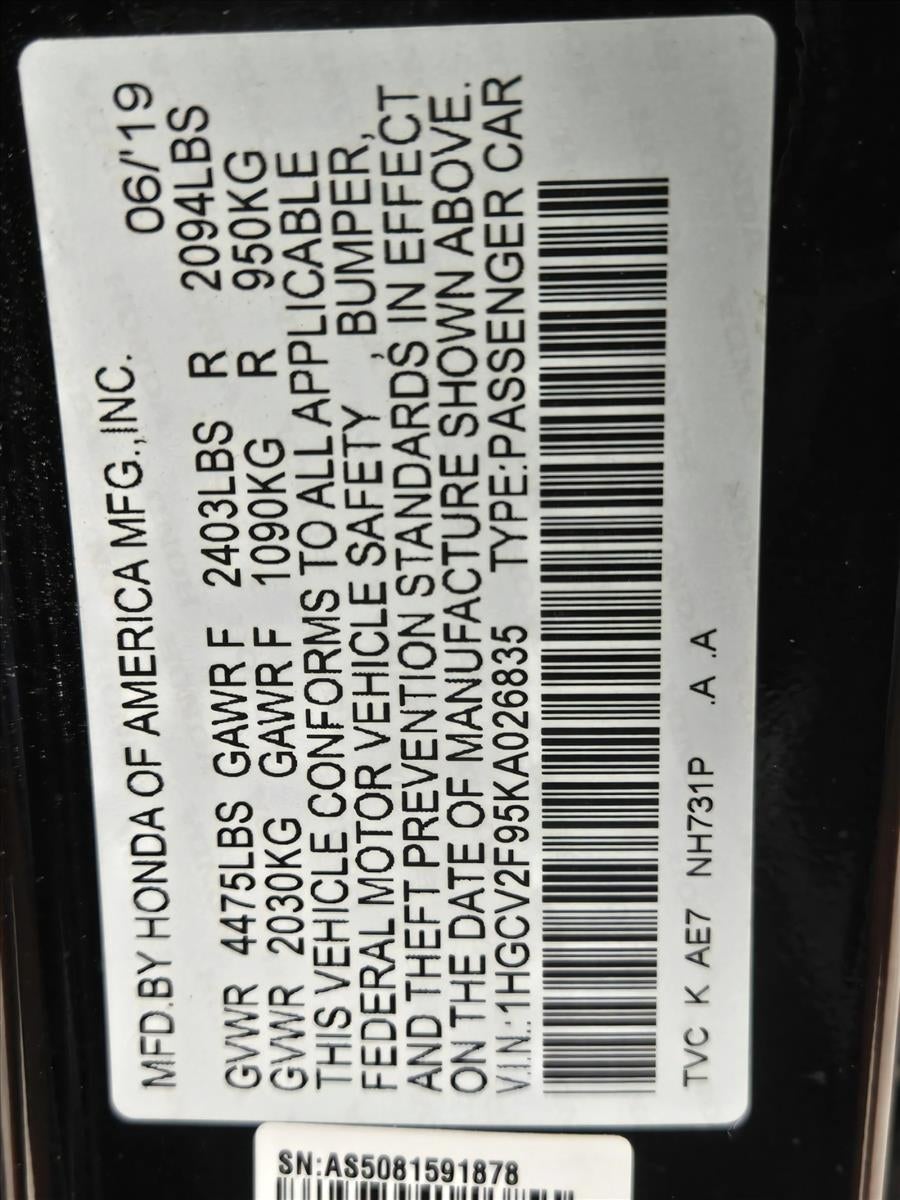 MFD.BY HONDA OF AMERICA MFG.,INC. 06/'19
GVWR 4475LBS GAWR F 2403LBS R 2094LBS
GVWR 2030KG GAWR F 1090KG R 950KG
THIS VEHICLE CONFORMS TO ALL APPLICABLE
FEDERAL MOTOR VEHICLE SAFETY , BUMPER,
AND THEFT PREVENTION STANDARDS IN EFFECT
ON THE DATE OF MANUFACTURE SHOWN ABOVE.
V.I.N.:1HGCV2F95KA026835 TYPE:PASSENGER CAR
TVC K AE7 NH731P .A .A
SN:AS5081591878